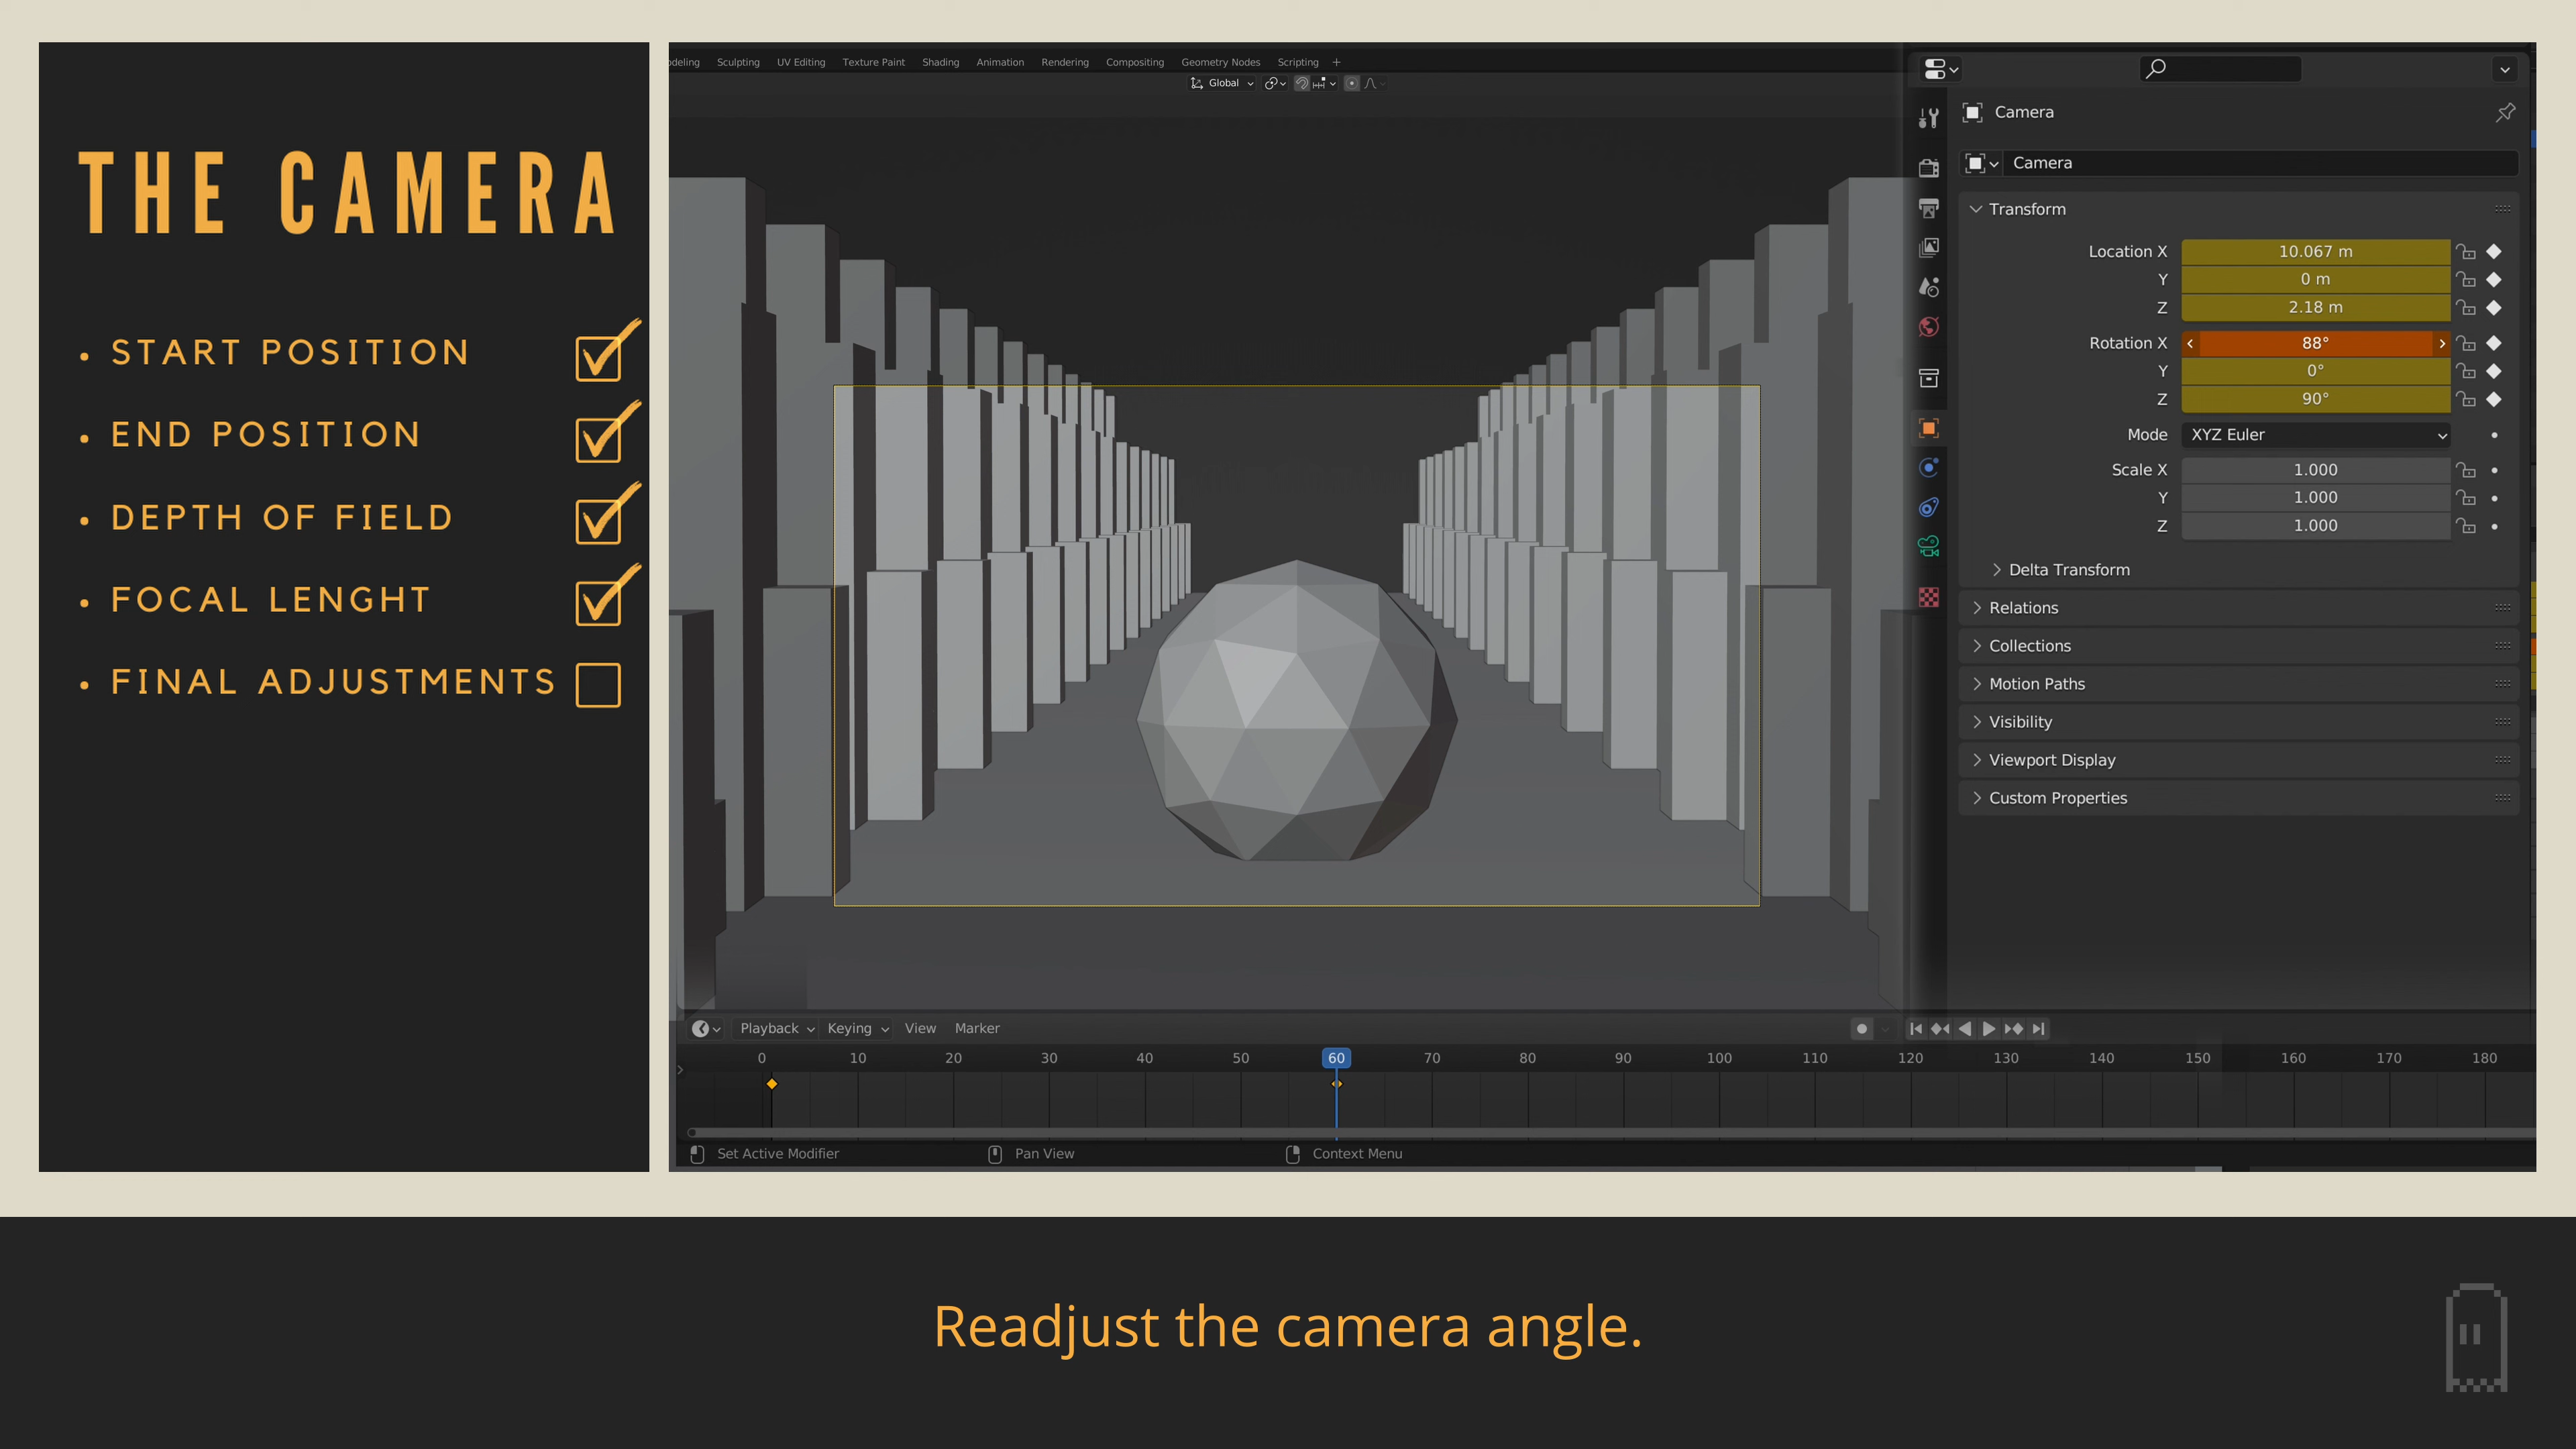 THE CAMERA
• START POSITION
• END POSITION
• DEPTH OF FIELD
• FOCAL LENGHT
• FINAL ADJUSTMENTS
Sculpting UV Editing Texture Paint Shading Animation Rendering Compositing Geometry Nodes Scripting +
Global
Camera
Camera
Transform
Location X 10.067 m
Y 0 m
Z 2.18 m
Rotation X 88°
Y 0°
Z 90°
Mode XYZ Euler
Scale X 1.000
Y 1.000
Z 1.000
Delta Transform
Relations
Collections
Motion Paths
Visibility
Viewport Display
Custom Properties
Playback Keying View Marker
0 10 20 30 40 50 60 70 80 90 100 110 120 130 140 150 160 170 180
Set Active Modifier Pan View Context Menu
Readjust the camera angle.